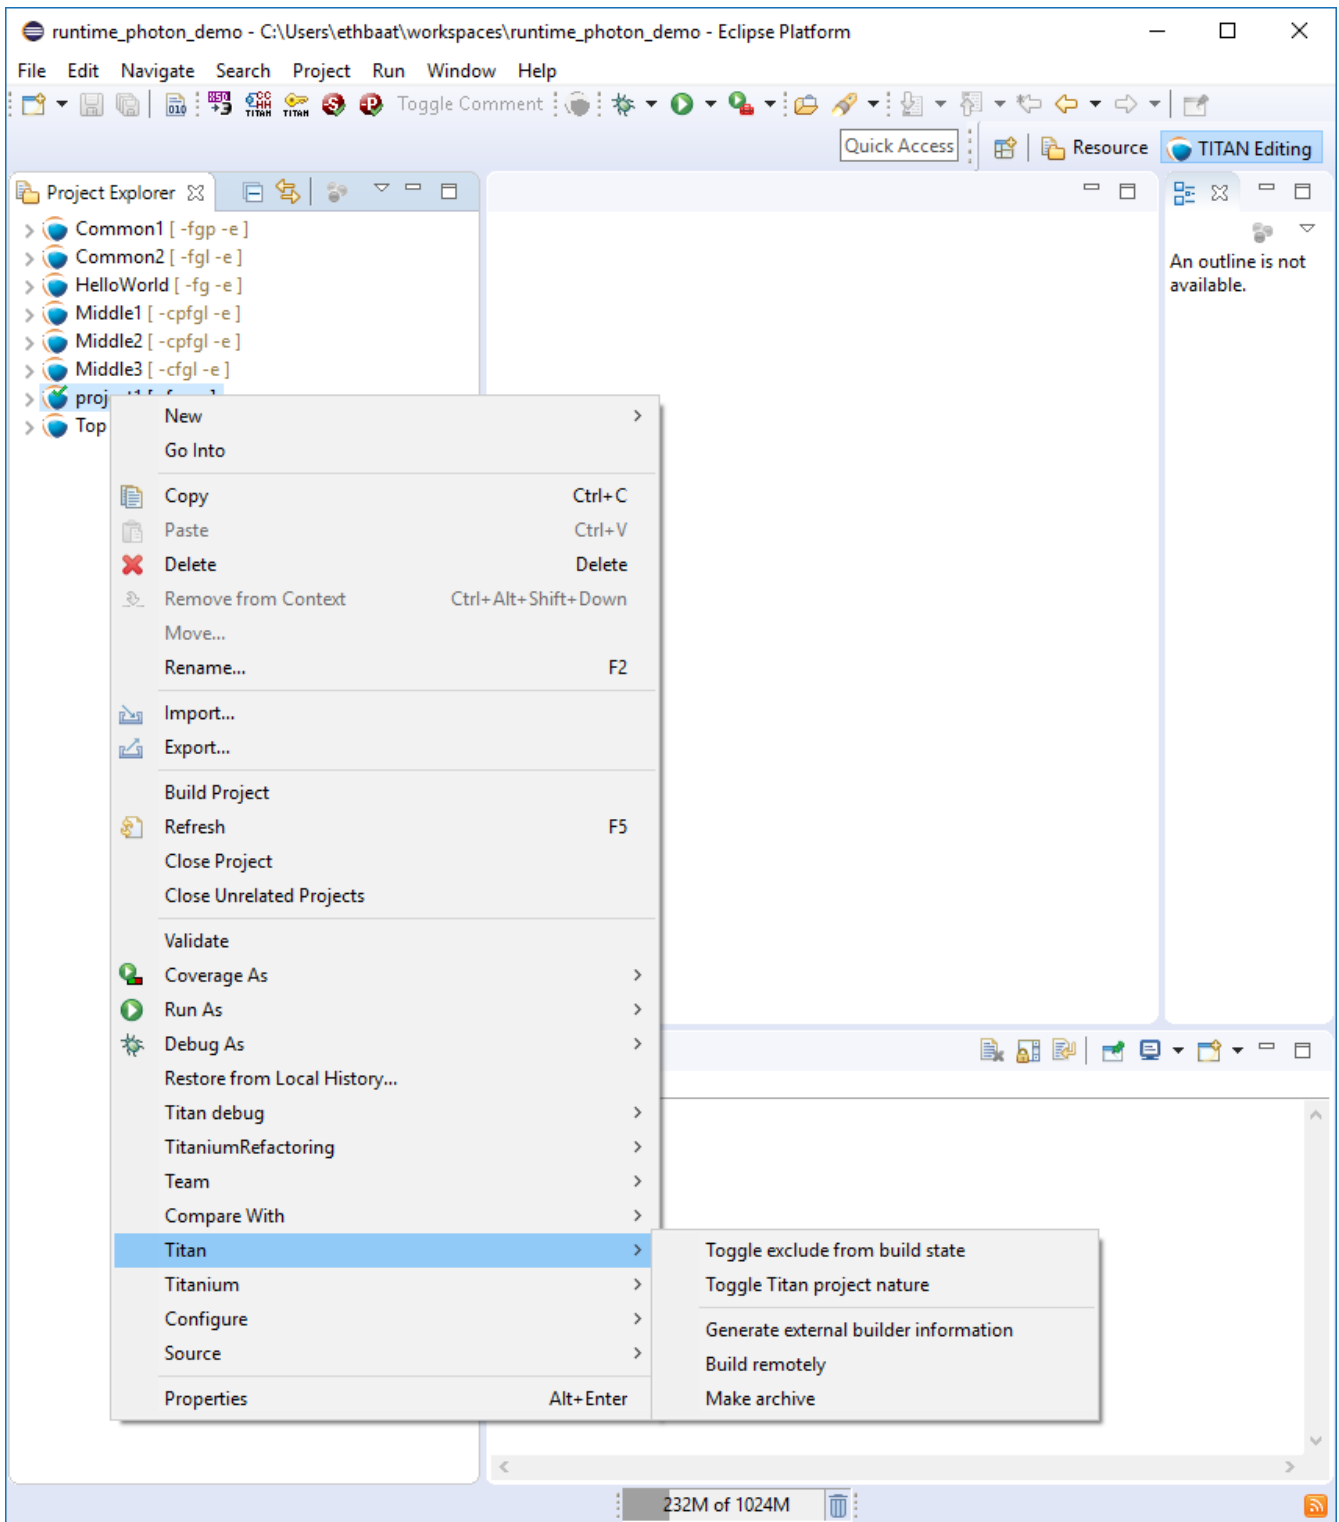 runtime_photon_demo - C:\Users\ethbaat\workspaces\runtime_photon_demo - Eclipse Platform
File Edit Navigate Search Project Run Window Help
Toggle Comment
Quick Access Resource TITAN Editing
Project Explorer
Common1 [ -fgp -e ]
Common2 [ -fgl -e ]
HelloWorld [ -fg -e ]
Middle1 [ -cpfgl -e ]
Middle2 [ -cpfgl -e ]
Middle3 [ -cfgl -e ]
Top
An outline is not
available.
New
Go Into
Copy Ctrl+C
Paste Ctrl+V
Delete Delete
Remove from Context Ctrl+Alt+Shift+Down
Move...
Rename... F2
Import...
Export...
Build Project
Refresh F5
Close Project
Close Unrelated Projects
Validate
Coverage As
Run As
Debug As
Restore from Local History...
Titan debug
TitaniumRefactoring
Team
Compare With
Titan
Titanium
Configure
Source
Properties Alt+Enter
Toggle exclude from build state
Toggle Titan project nature
Generate external builder information
Build remotely
Make archive
232M of 1024M